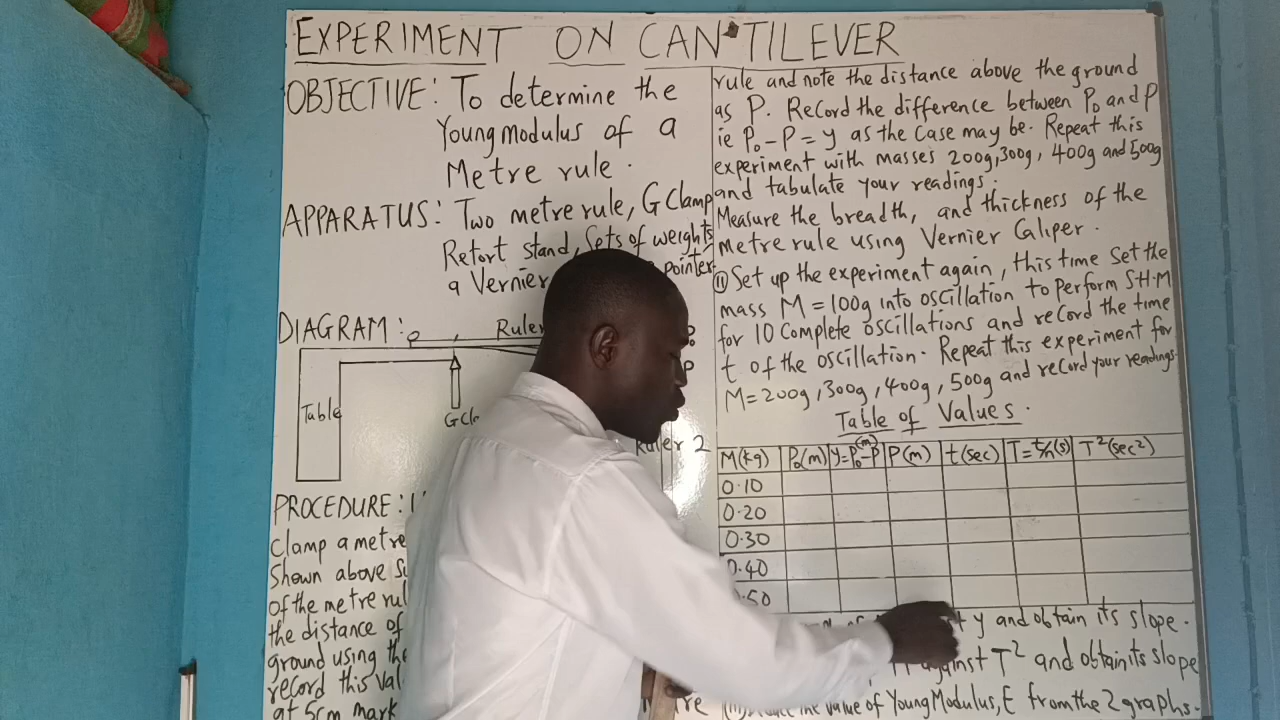 EXPERIMENT ON CANTILEVER
OBJECTIVE: To determine the
Young modulus of a
Metre rule.
APPARATUS: Two metre rule, G Clamp
Retort stand, Sets of weights,
a Vernier pointer
DIAGRAM:
Ruler
P
Table
G Cla
Ruler 2
PROCEDURE:
Clamp a metre
Shown above
of the metre rul
the distance of
ground using the
record this val
at 5cm mark
rule and note the distance above the ground
as P. Record the difference between P₀ and P
ie P₀-P = y as the case may be. Repeat this
experiment with masses 200g, 300g, 400g and 500g
and tabulate your readings.
Measure the breadth, and thickness of the
metre rule using Vernier Caliper.
(11) Set up the experiment again, this time set the
mass M = 100g into oscillation to perform S.H.M
for 10 Complete oscillations and record the time
t of the oscillation. Repeat this experiment for
M = 200g, 300g, 400g, 500g and record your readings.
Table of Values.
M(kg) P₀(m) y=P₀-P(m) P(m) t(sec) T=t/n(s) T²(sec²)
0.10
0.20
0.30
0.40
0.50
y and obtain its slope.
against T² and obtain its slope
the value of Young Modulus, E from the 2 graphs.